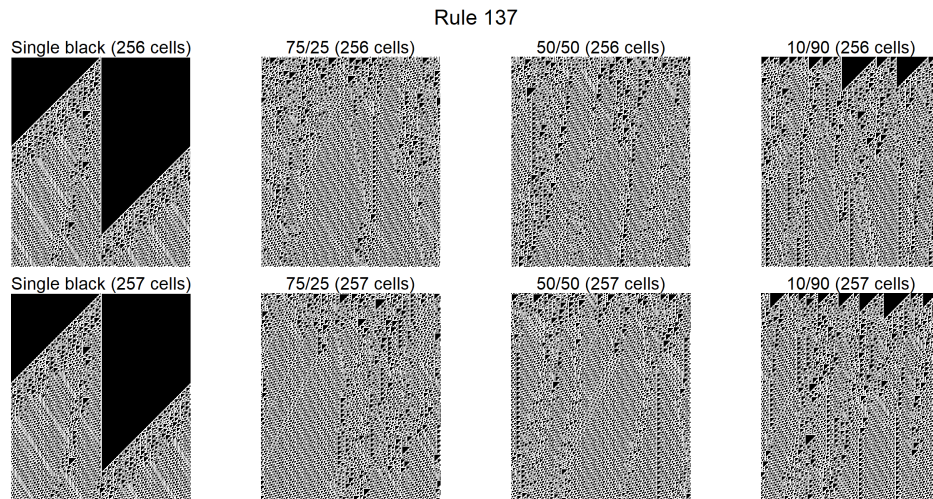 Rule 137
Single black (256 cells)
75/25 (256 cells)
50/50 (256 cells)
10/90 (256 cells)
Single black (257 cells)
75/25 (257 cells)
50/50 (257 cells)
10/90 (257 cells)